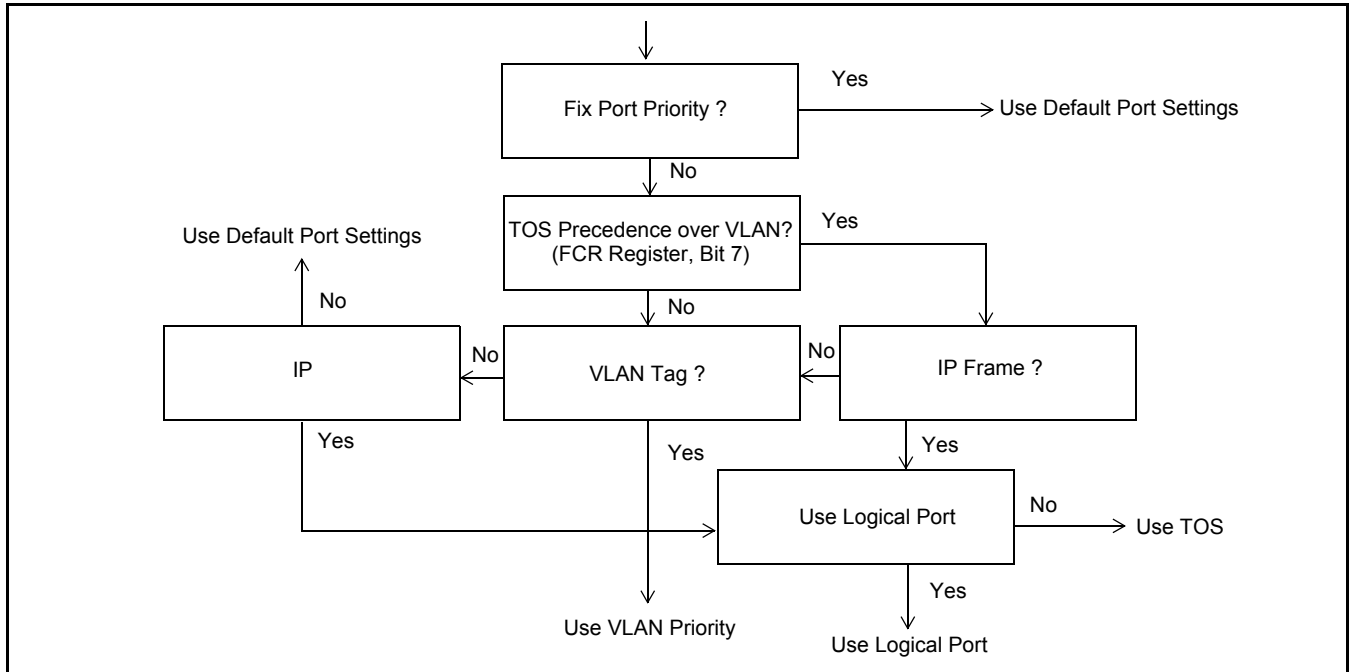 Fix Port Priority ?
Yes
Use Default Port Settings
No
TOS Precedence over VLAN?
(FCR Register, Bit 7)
Yes
Use Default Port Settings
No
No
IP
No
VLAN Tag ?
No
IP Frame ?
Yes
Yes
Yes
Use Logical Port
No
Use TOS
Yes
Use VLAN Priority
Use Logical Port